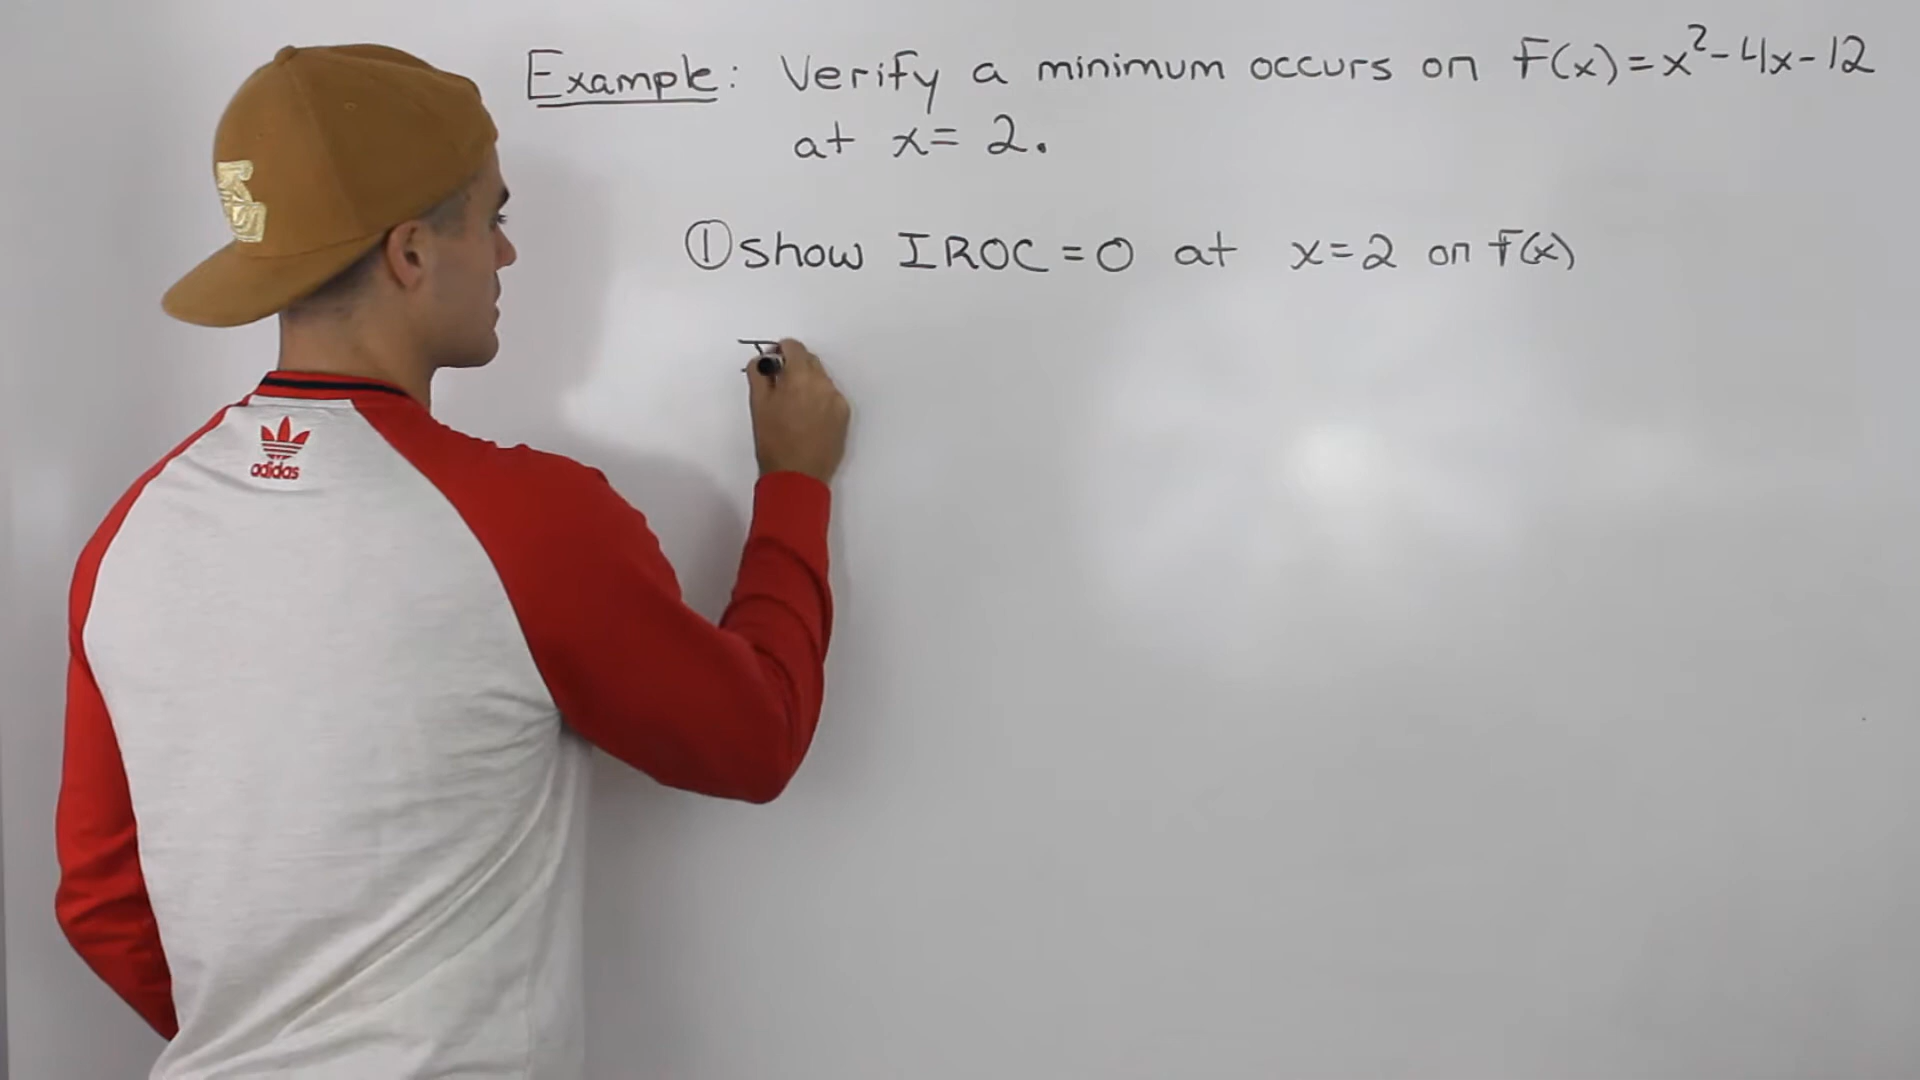 Example: Verify a minimum occurs on f(x)=x²-4x-12
at x=2.
① show IROC=0 at x=2 on f(x)
I
adidas